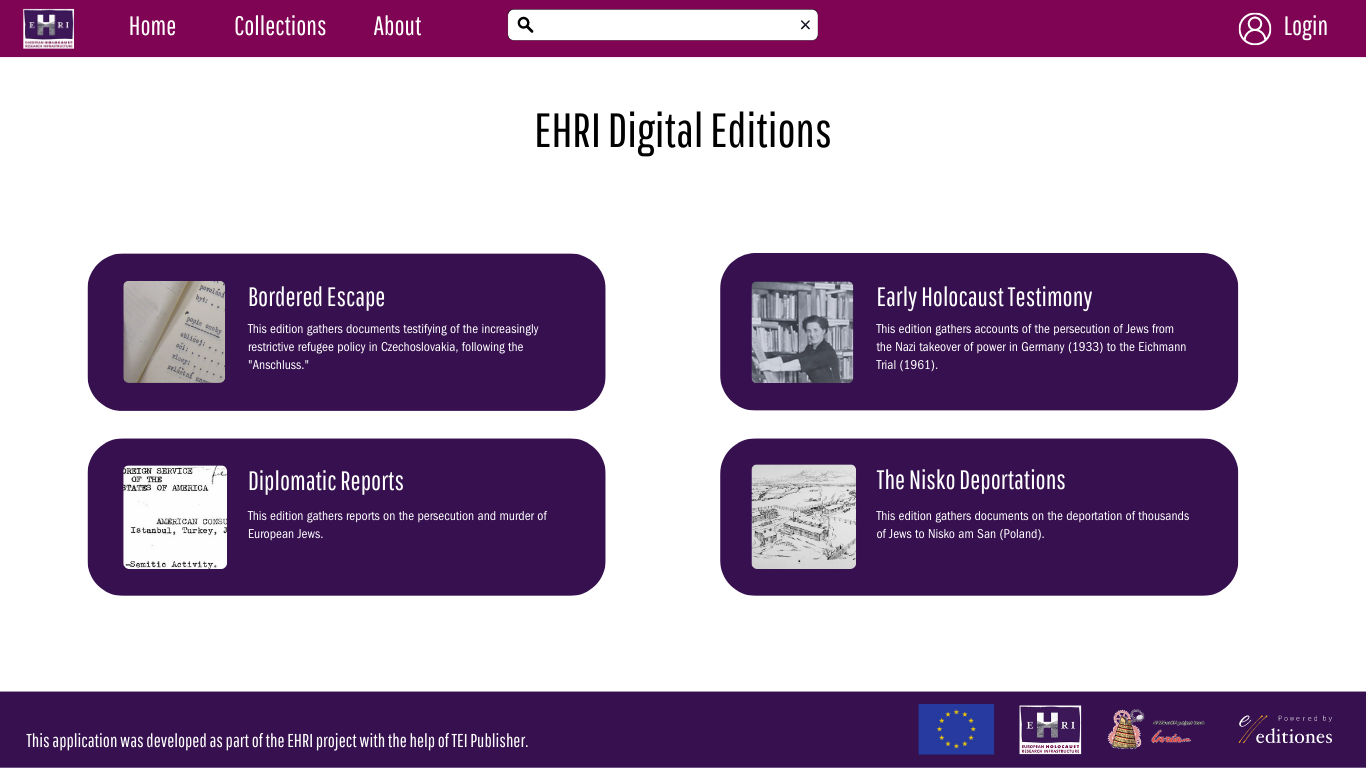 E H RI
EUROPEAN HOLOCAUST
RESEARCH INFRASTRUCTURE
Home
Collections
About
Login
EHRI Digital Editions
Bordered Escape
This edition gathers documents testifying of the increasingly
restrictive refugee policy in Czechoslovakia, following the
"Anschluss."
Early Holocaust Testimony
This edition gathers accounts of the persecution of Jews from
the Nazi takeover of power in Germany (1933) to the Eichmann
Trial (1961).
OREIGN SERVICE
OF THE
STATES OF AMERICA
AMERICAN CONSU
Istanbul, Turkey, J
-Semitic Activity.
Diplomatic Reports
This edition gathers reports on the persecution and murder of
European Jews.
The Nisko Deportations
This edition gathers documents on the deportation of thousands
of Jews to Nisko am San (Poland).
This application was developed as part of the EHRI project with the help of TEI Publisher.
E H RI
EUROPEAN HOLOCAUST
RESEARCH INFRASTRUCTURE
Powered by
e editiones